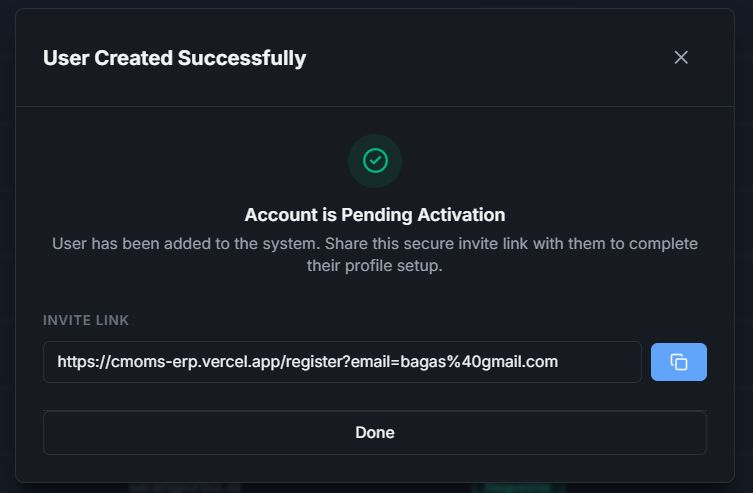 User Created Successfully
Account is Pending Activation
User has been added to the system. Share this secure invite link with them to complete
their profile setup.
INVITE LINK
https://cmoms-erp.vercel.app/register?email=bagas%40gmail.com
Done